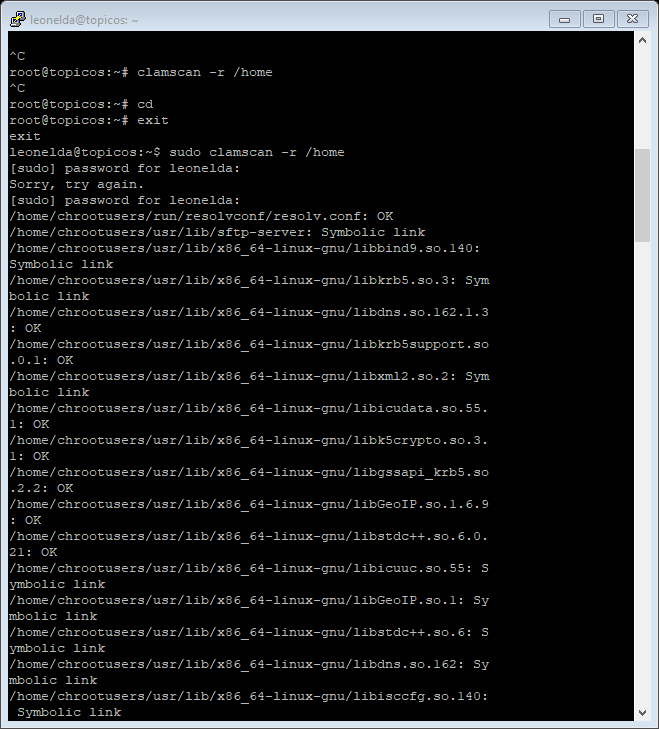 leonelda@topicos: ~
^C
root@topicos:~# clamscan -r /home
^C
root@topicos:~# cd
root@topicos:~# exit
exit
leonelda@topicos:~$ sudo clamscan -r /home
[sudo] password for leonelda:
Sorry, try again.
[sudo] password for leonelda:
/home/chrootusers/run/resolvconf/resolv.conf: OK
/home/chrootusers/usr/lib/sftp-server: Symbolic link
/home/chrootusers/usr/lib/x86_64-linux-gnu/libbind9.so.140:
Symbolic link
/home/chrootusers/usr/lib/x86_64-linux-gnu/libkrb5.so.3: Sym
bolic link
/home/chrootusers/usr/lib/x86_64-linux-gnu/libdns.so.162.1.3
: OK
/home/chrootusers/usr/lib/x86_64-linux-gnu/libkrb5support.so
.0.1: OK
/home/chrootusers/usr/lib/x86_64-linux-gnu/libxml2.so.2: Sym
bolic link
/home/chrootusers/usr/lib/x86_64-linux-gnu/libicudata.so.55.
1: OK
/home/chrootusers/usr/lib/x86_64-linux-gnu/libk5crypto.so.3.
1: OK
/home/chrootusers/usr/lib/x86_64-linux-gnu/libgssapi_krb5.so
.2.2: OK
/home/chrootusers/usr/lib/x86_64-linux-gnu/libGeoIP.so.1.6.9
: OK
/home/chrootusers/usr/lib/x86_64-linux-gnu/libstdc++.so.6.0.
21: OK
/home/chrootusers/usr/lib/x86_64-linux-gnu/libicuuc.so.55: S
ymbolic link
/home/chrootusers/usr/lib/x86_64-linux-gnu/libGeoIP.so.1: Sy
mbolic link
/home/chrootusers/usr/lib/x86_64-linux-gnu/libstdc++.so.6: S
ymbolic link
/home/chrootusers/usr/lib/x86_64-linux-gnu/libdns.so.162: Sy
mbolic link
/home/chrootusers/usr/lib/x86_64-linux-gnu/libisccfg.so.140:
 Symbolic link